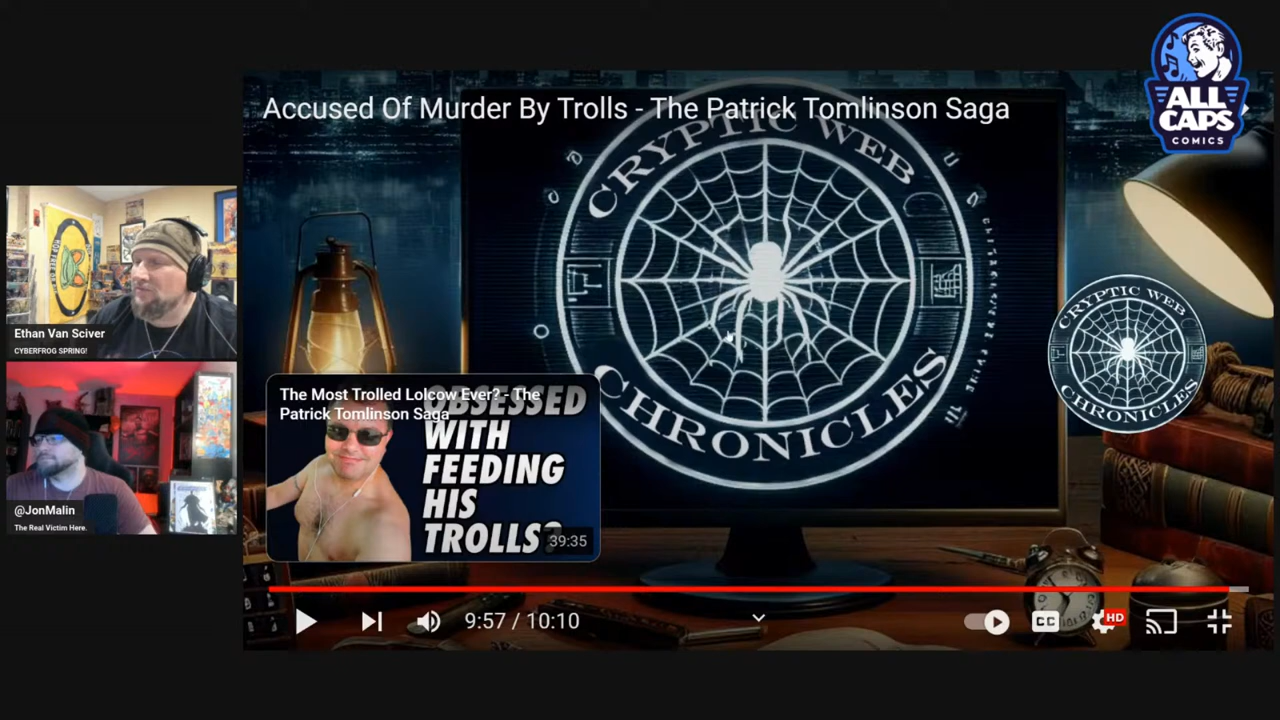 Accused Of Murder By Trolls - The Patrick Tomlinson Saga
ALL
CAPS
COMICS
CRYPTIC WEB
CHRONICLES
Ethan Van Sciver
CYBERFROG SPRING!
@JonMalin
The Real Victim Here.
The Most Trolled Lolcow Ever? - The
Patrick Tomlinson Saga
OBSESSED
WITH
FEEDING
HIS
TROLLS?
39:35
CRYPTIC WEB
CHRONICLES
9:57 / 10:10
CC
HD